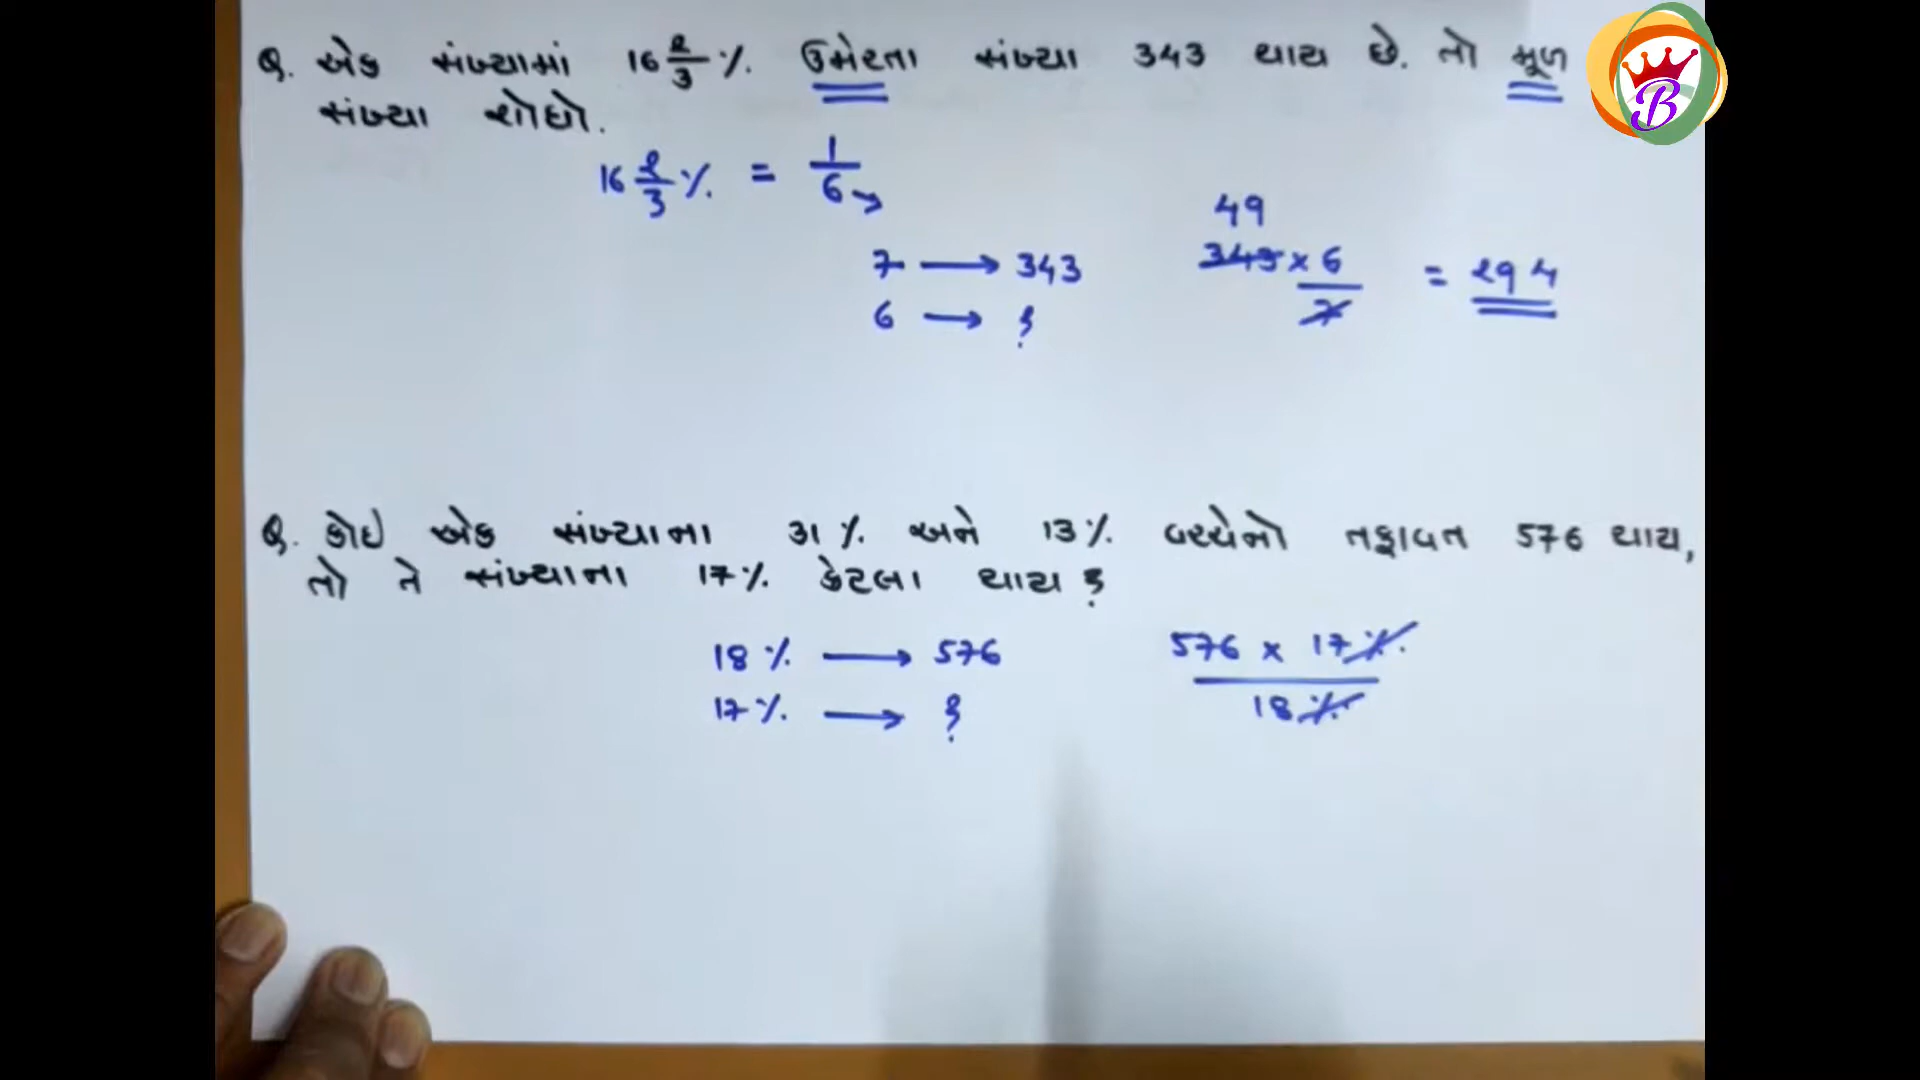 Q. એક સંખ્યામાં 16 2/3 % ઉમેરતા સંખ્યા 343 થાય છે. તો મૂળ
સંખ્યા શોધો.
16 2/3 % = 1/6
7 → 343
6 → ?
49
343 x 6 / 7 = 294
Q. કોઈ એક સંખ્યાના 31 % અને 13 % વચ્ચેનો તફાવત 576 થાય,
તો તે સંખ્યાના 17 % કેટલા થાય ?
18 % → 576
17 % → ?
576 x 17 % / 18 %
B